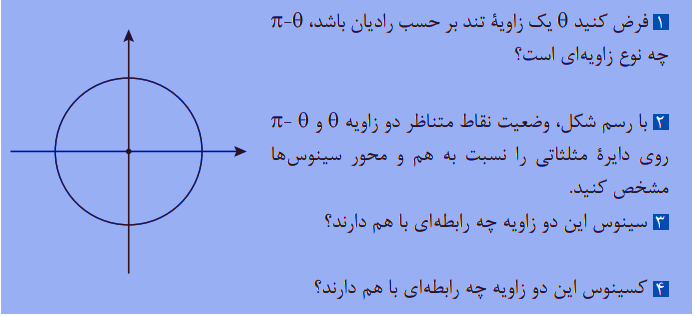 ۱ فرض کنید θ یک زاویهٔ تند بر حسب رادیان باشد، π-θ
چه نوع زاویه‌ای است؟
۲ با رسم شکل، وضعیت نقاط متناظر دو زاویه θ و π- θ
روی دایرهٔ مثلثاتی را نسبت به هم و محور سینوس‌ها
مشخص کنید.
۳ سینوس این دو زاویه چه رابطه‌ای با هم دارند؟
۴ کسینوس این دو زاویه چه رابطه‌ای با هم دارند؟